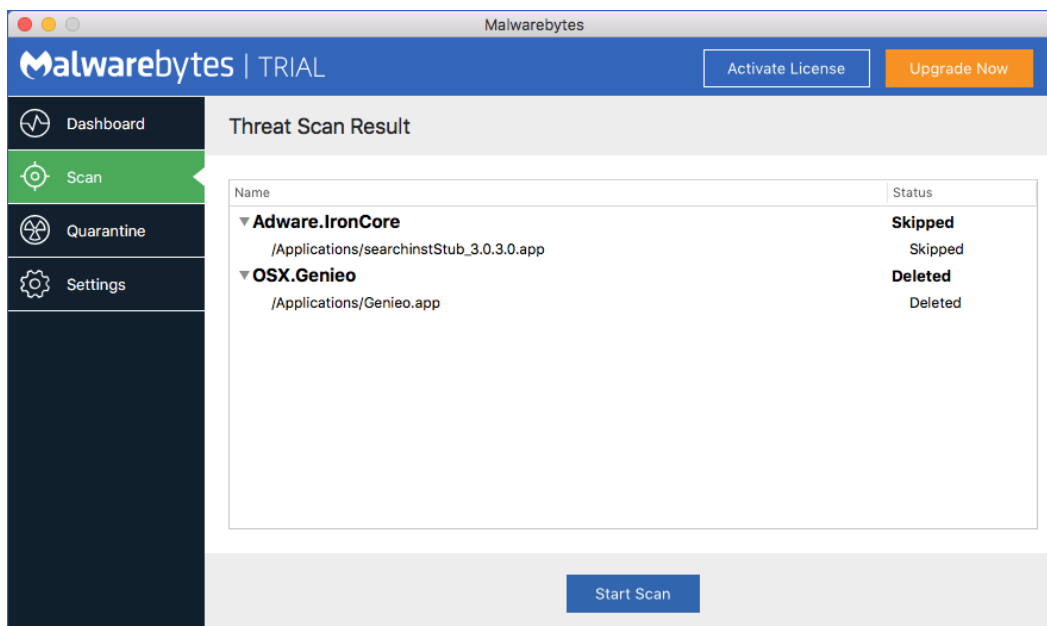 Malwarebytes
Malwarebytes | TRIAL
Activate License
Upgrade Now
Dashboard
Threat Scan Result
Scan
Name
Status
Adware.IronCore
Skipped
/Applications/searchinstStub_3.0.3.0.app
Skipped
Quarantine
OSX.Genieo
Deleted
Settings
/Applications/Genieo.app
Deleted
Start Scan